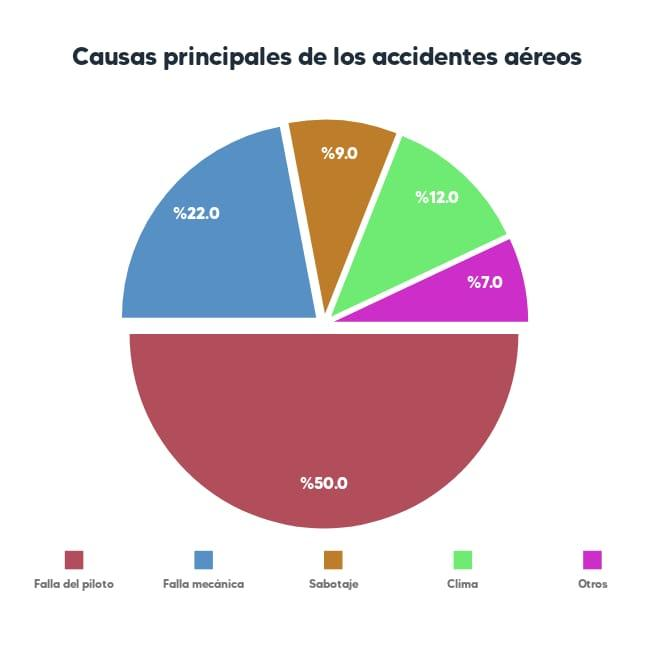 Causas principales de los accidentes aéreos
%9.0
%12.0
%22.0
%7.0
%50.0
Falla del piloto
Falla mecánica
Sabotaje
Clima
Otros